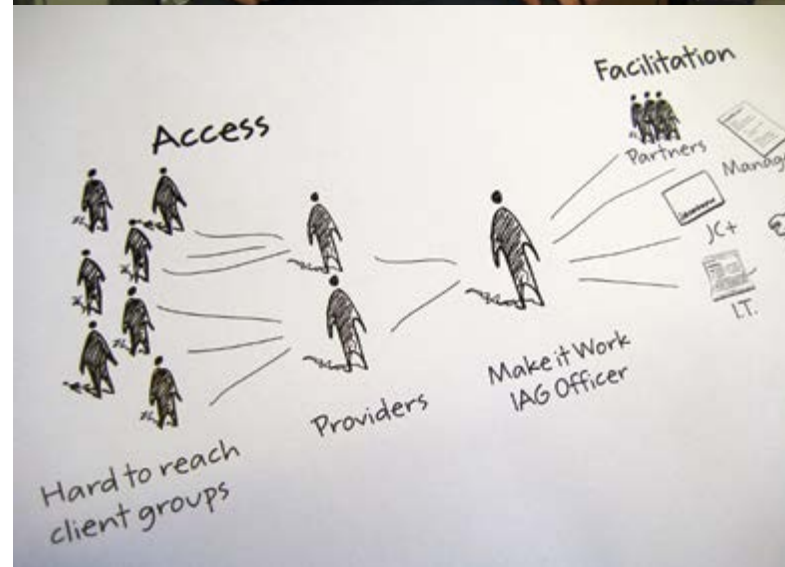 Facilitation
Access
Partners
JC+
I.T.
Providers
Make it Work
IAG Officer
Hard to reach
client groups